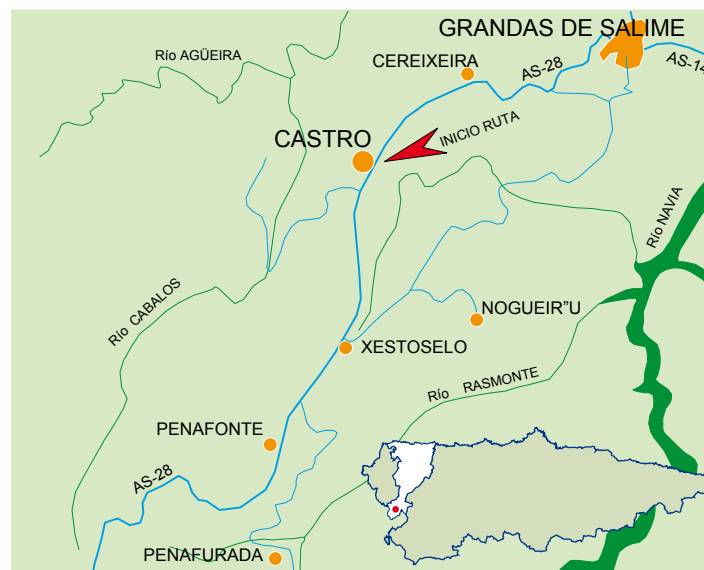 GRANDAS DE SALIME
Río AGÜEIRA
CEREIXEIRA
AS-28
AS-14
CASTRO
INICIO RUTA
Río NAVIA
Río CABALOS
NOGUEIR"U
XESTOSELO
Río RASMONTE
PENAFONTE
AS-28
PEÑAFURADA